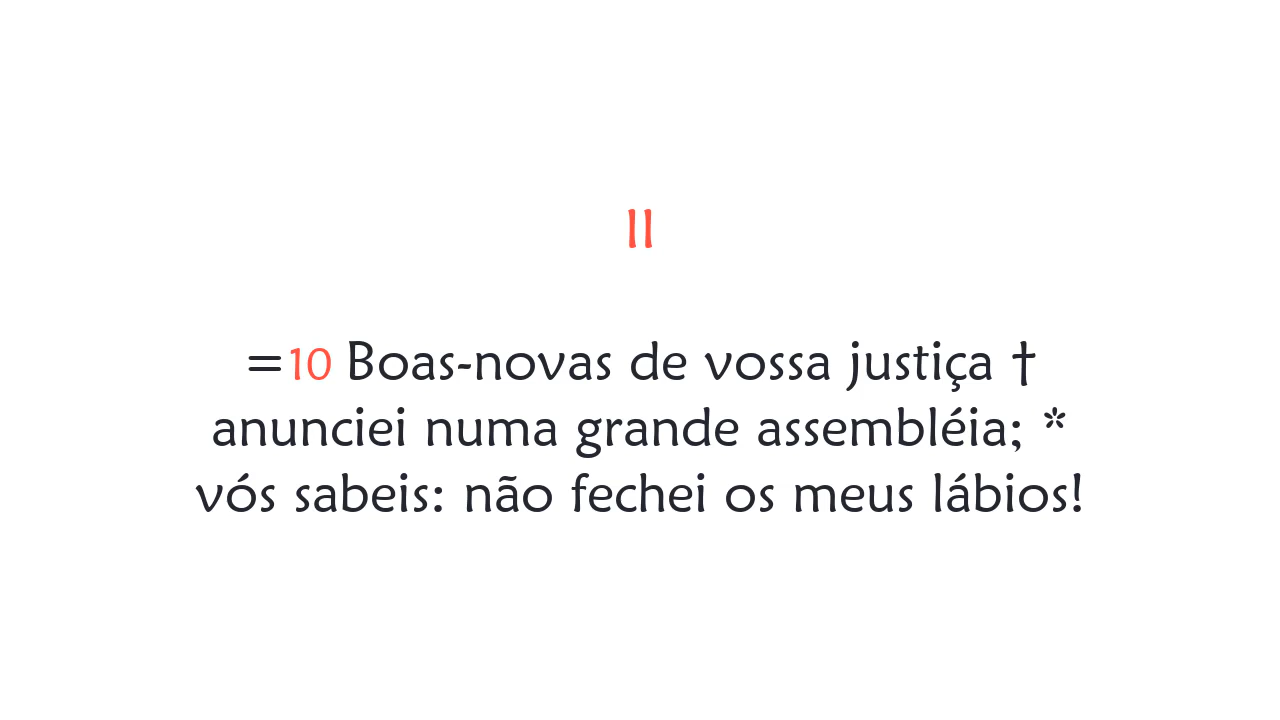 II
=10 Boas-novas de vossa justiça †
anunciei numa grande assembléia; *
vós sabeis: não fechei os meus lábios!